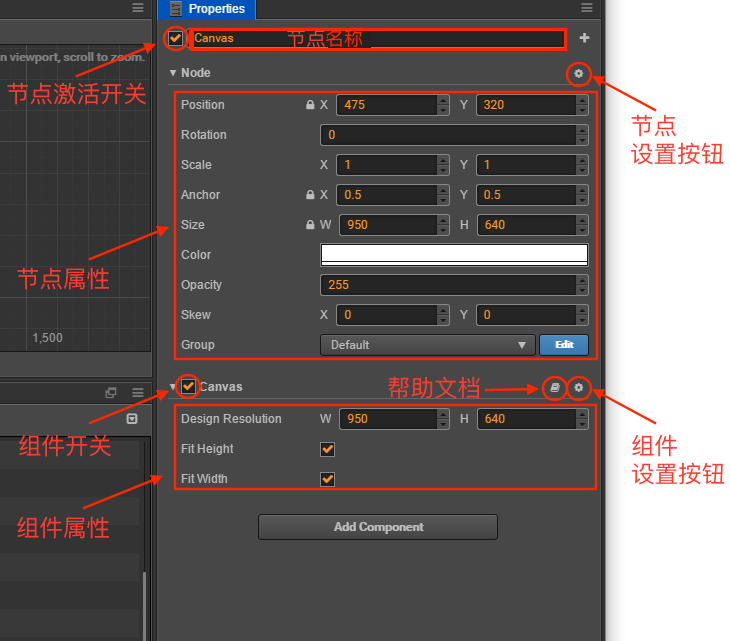 Properties
Canvas 节点名称
n viewport, scroll to zoom.
节点激活开关
Node
节点
设置按钮
Position X 475 Y 320
Rotation 0
Scale X 1 Y 1
Anchor X 0.5 Y 0.5
Size W 950 H 640
节点属性
Color
Opacity 255
Skew X 0 Y 0
1,500
Group Default Edit
Canvas 帮助文档
组件
设置按钮
Design Resolution W 950 H 640
组件开关
Fit Height
Fit Width
组件属性
Add Component